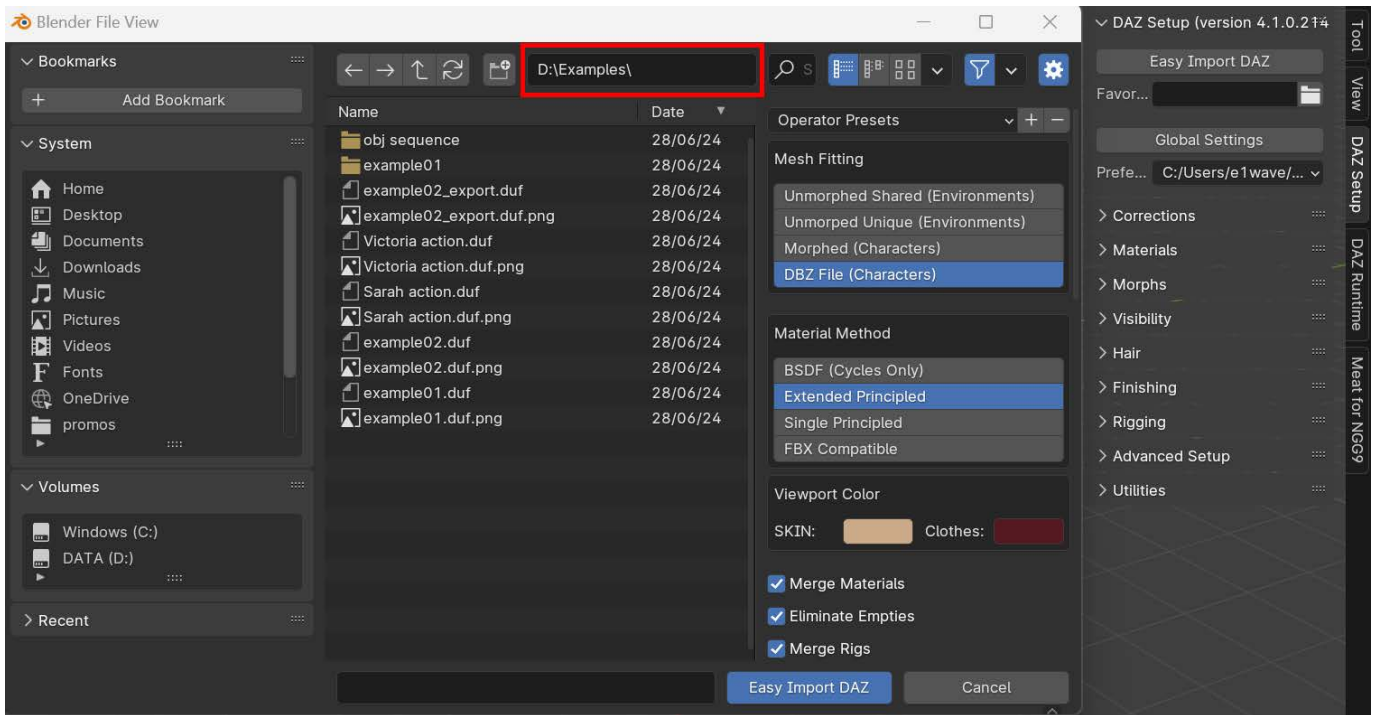 Blender File View
Bookmarks
Add Bookmark
System
Home
Desktop
Documents
Downloads
Music
Pictures
Videos
Fonts
OneDrive
promos
Volumes
Windows (C:)
DATA (D:)
Recent
D:\Examples\
S
Name Date
obj sequence 28/06/24
example01 28/06/24
example02_export.duf 28/06/24
example02_export.duf.png 28/06/24
Victoria action.duf 28/06/24
Victoria action.duf.png 28/06/24
Sarah action.duf 28/06/24
Sarah action.duf.png 28/06/24
example02.duf 28/06/24
example02.duf.png 28/06/24
example01.duf 28/06/24
example01.duf.png 28/06/24
Operator Presets
Mesh Fitting
Unmorphed Shared (Environments)
Unmorped Unique (Environments)
Morphed (Characters)
DBZ File (Characters)
Material Method
BSDF (Cycles Only)
Extended Principled
Single Principled
FBX Compatible
Viewport Color
SKIN: Clothes:
Merge Materials
Eliminate Empties
Merge Rigs
Easy Import DAZ Cancel
DAZ Setup (version 4.1.0.214
Easy Import DAZ
Favor...
Global Settings
Prefe... C:/Users/e1wave/...
Corrections
Materials
Morphs
Visibility
Hair
Finishing
Rigging
Advanced Setup
Utilities
Tool
View
DAZ Setup
DAZ Runtime
Meat for NGG9